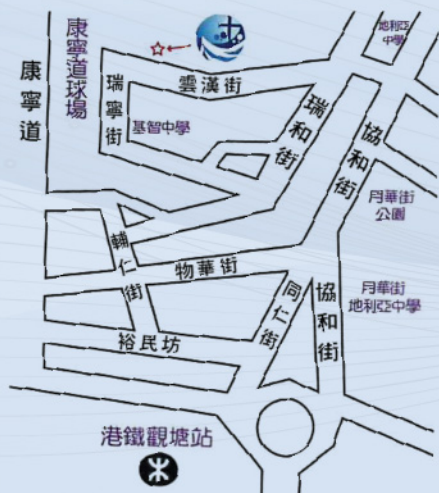 地利亞
中學
康寧道
康寧道球場
瑞寧街
雲漢街
基智中學
瑞和街
協和街
月華街
公園
輔仁街
物華街
同仁街
協和街
月華街
地利亞中學
裕民坊
港鐵觀塘站